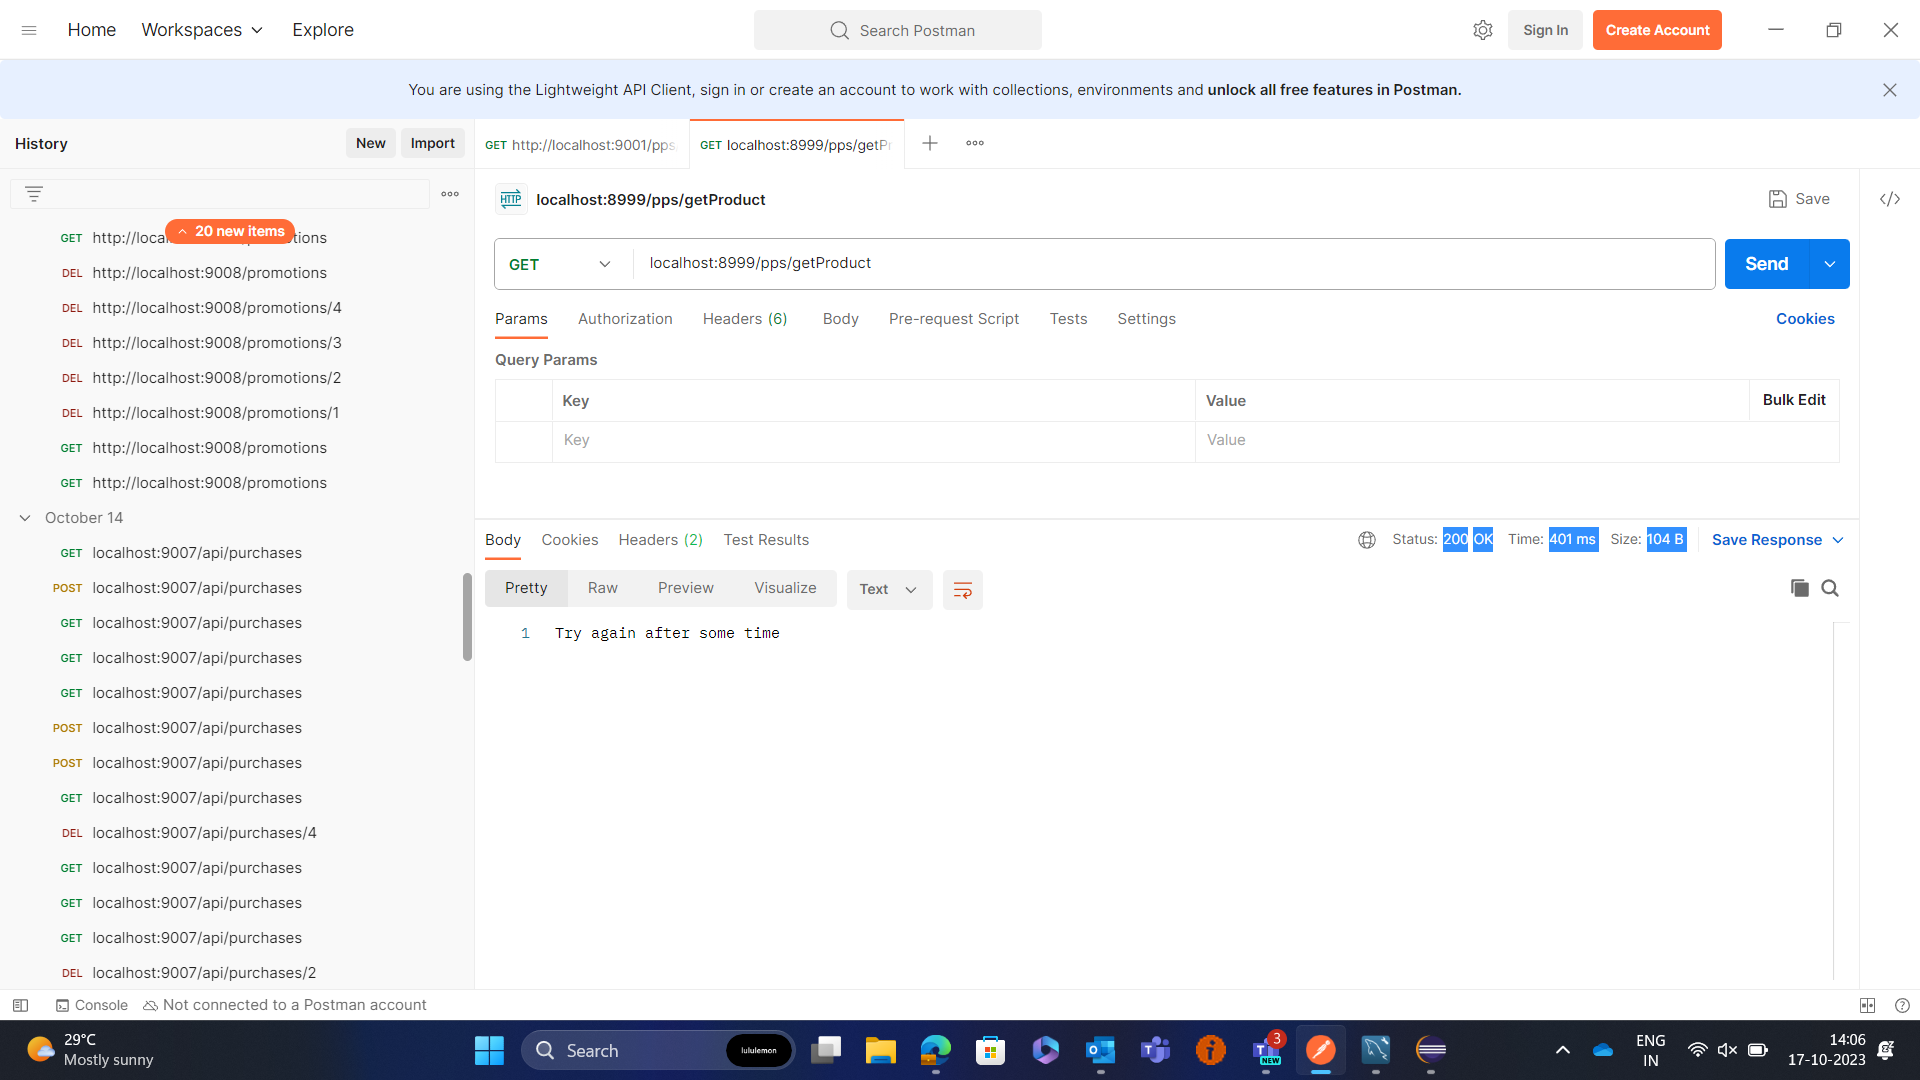 Home Workspaces Explore Search Postman Sign In Create Account
You are using the Lightweight API Client, sign in or create an account to work with collections, environments and unlock all free features in Postman.
History New Import
GET http://localhost:9001/pps
GET localhost:8999/pps/getP
20 new items
GET http://loca tions
DEL http://localhost:9008/promotions
DEL http://localhost:9008/promotions/4
DEL http://localhost:9008/promotions/3
DEL http://localhost:9008/promotions/2
DEL http://localhost:9008/promotions/1
GET http://localhost:9008/promotions
GET http://localhost:9008/promotions
October 14
GET localhost:9007/api/purchases
POST localhost:9007/api/purchases
GET localhost:9007/api/purchases
GET localhost:9007/api/purchases
GET localhost:9007/api/purchases
POST localhost:9007/api/purchases
POST localhost:9007/api/purchases
GET localhost:9007/api/purchases
DEL localhost:9007/api/purchases/4
GET localhost:9007/api/purchases
GET localhost:9007/api/purchases
GET localhost:9007/api/purchases
DEL localhost:9007/api/purchases/2
HTTP localhost:8999/pps/getProduct Save </>
GET localhost:8999/pps/getProduct Send
Params Authorization Headers (6) Body Pre-request Script Tests Settings Cookies
Query Params
Key Value Bulk Edit
Key Value
Body Cookies Headers (2) Test Results Status: 200 OK Time: 401 ms Size: 104 B Save Response
Pretty Raw Preview Visualize Text
1 Try again after some time
Console Not connected to a Postman account
29°C
Mostly sunny
Search lululemon
3
NEW
ENG
IN
14:06
17-10-2023